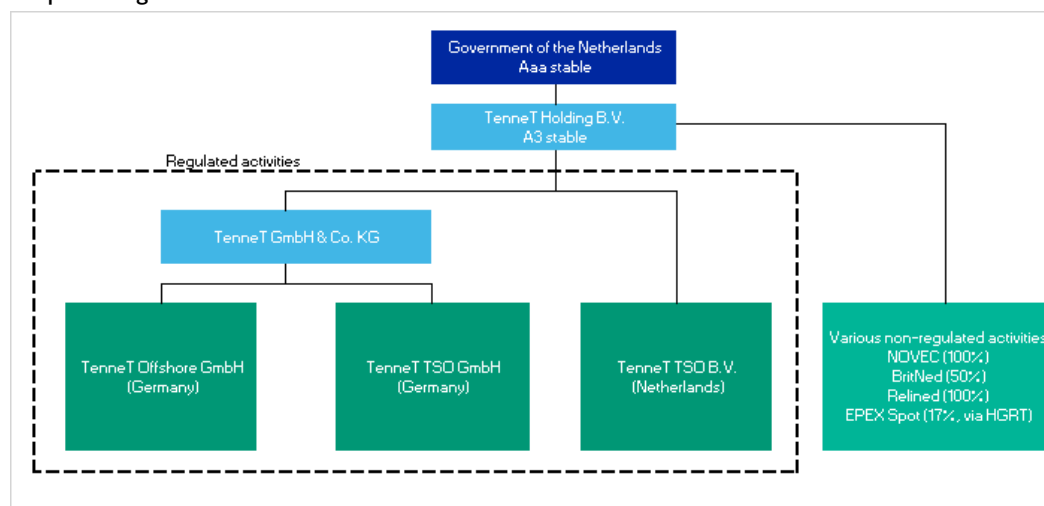 Government of the Netherlands
Aaa stable
TenneT Holding B.V.
A3 stable
Regulated activities
TenneT GmbH & Co. KG
TenneT Offshore GmbH
(Germany)
TenneT TSO GmbH
(Germany)
TenneT TSO B.V.
(Netherlands)
Various non-regulated activities
NOVEC (100%)
BritNed (50%)
Relined (100%)
EPEX Spot (17%, via HGRT)